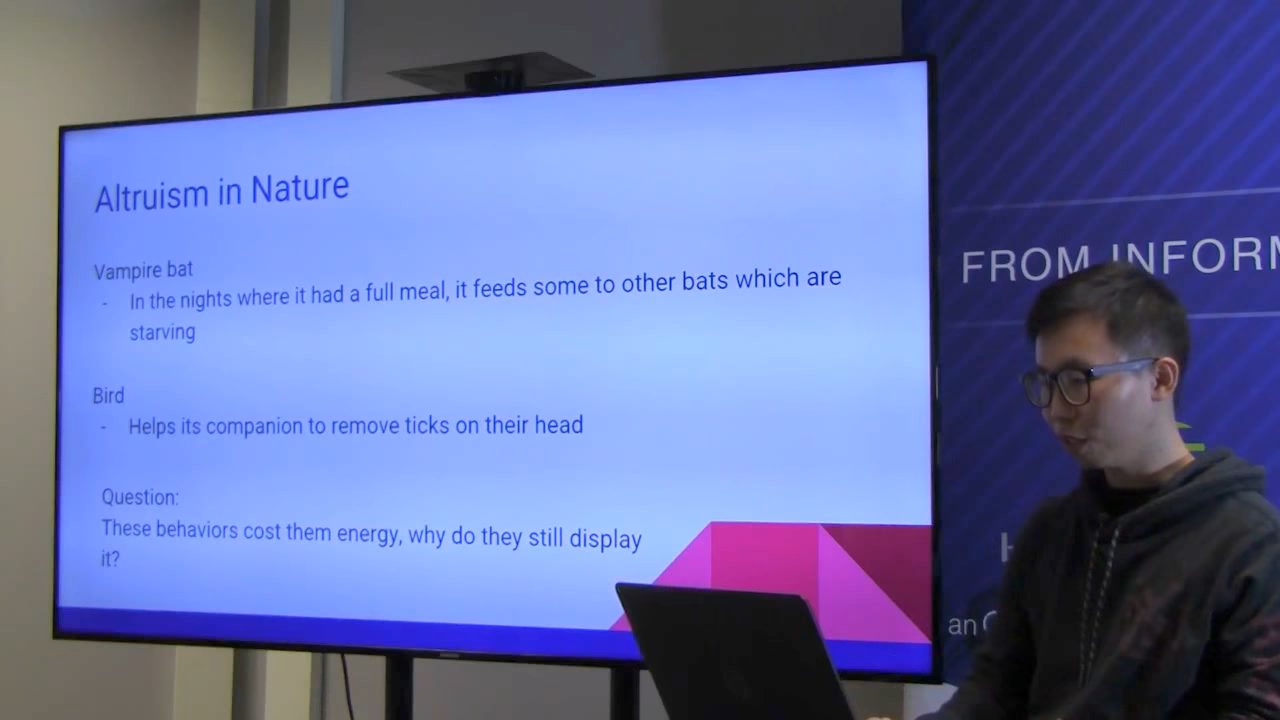 Altruism in Nature
Vampire bat
- In the nights where it had a full meal, it feeds some to other bats which are
starving
Bird
- Helps its companion to remove ticks on their head
Question:
These behaviors cost them energy, why do they still display
it?
FROM INFORM
H
an